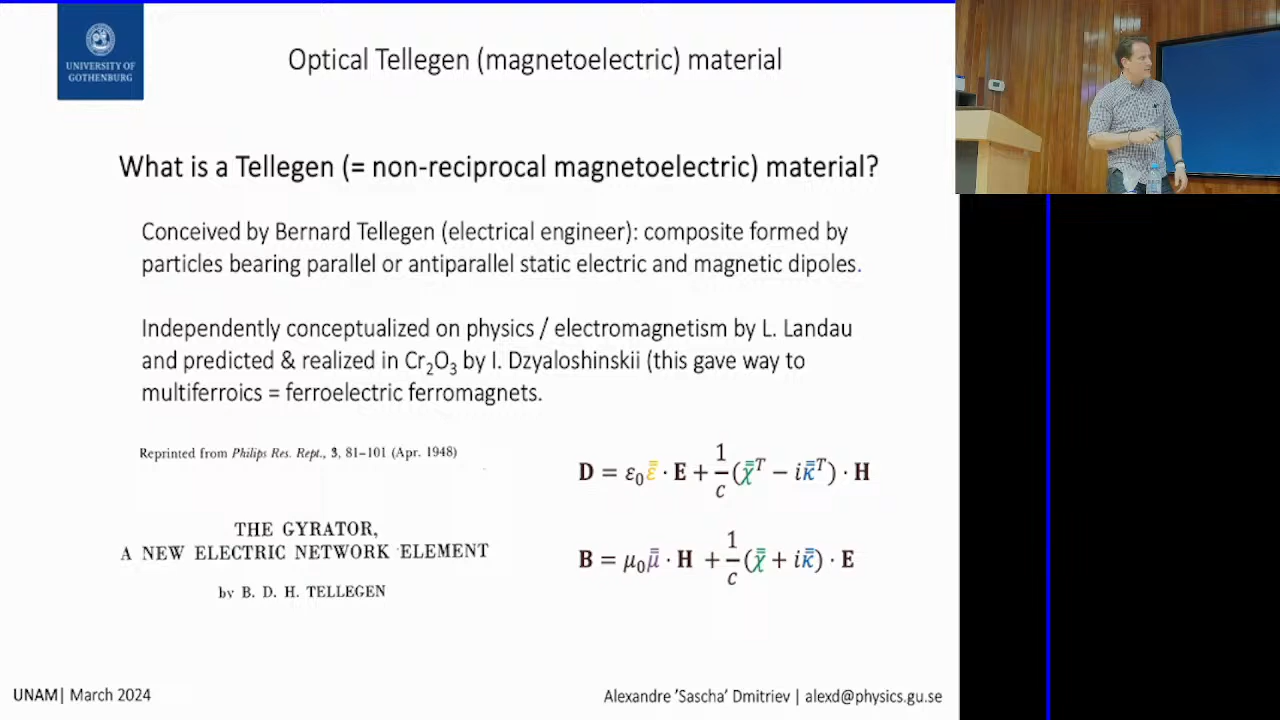 UNIVERSITY OF
GOTHENBURG
Optical Tellegen (magnetoelectric) material
What is a Tellegen (= non-reciprocal magnetoelectric) material?
Conceived by Bernard Tellegen (electrical engineer): composite formed by
particles bearing parallel or antiparallel static electric and magnetic dipoles.
Independently conceptualized on physics / electromagnetism by L. Landau
and predicted & realized in Cr₂O₃ by I. Dzyaloshinskii (this gave way to
multiferroics = ferroelectric ferromagnets.
Reprinted from Philips Res. Rept., 3, 81–101 (Apr. 1948)
THE GYRATOR,
A NEW ELECTRIC NETWORK ELEMENT
by B. D. H. TELLEGEN
D = ε₀ε̿ · E + 1/c (χ̿ᵀ − iκ̿ᵀ) · H
B = μ₀μ̿ · H + 1/c (χ̿ + iκ̿) · E
UNAM| March 2024
Alexandre 'Sascha' Dmitriev | alexd@physics.gu.se